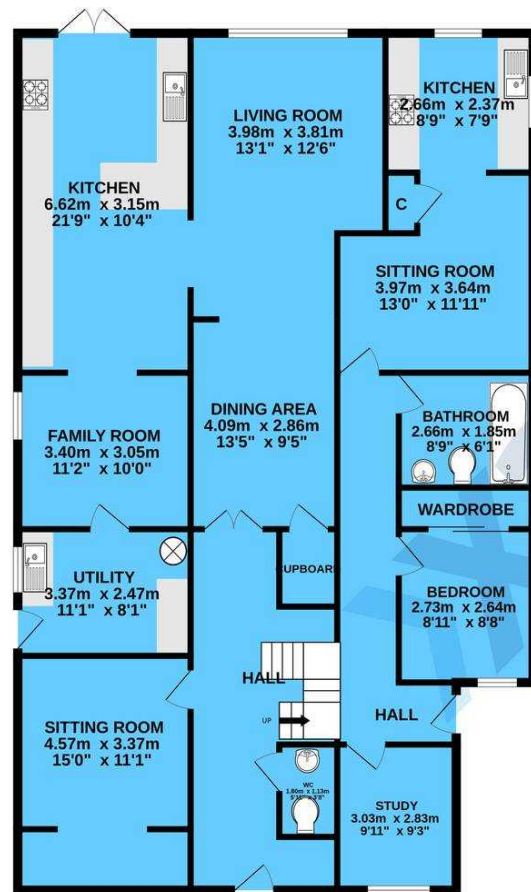 KITCHEN
6.62m x 3.15m
21'9" x 10'4"
LIVING ROOM
3.98m x 3.81m
13'1" x 12'6"
KITCHEN
2.66m x 2.37m
8'9" x 7'9"
C
SITTING ROOM
3.97m x 3.64m
13'0" x 11'11"
FAMILY ROOM
3.40m x 3.05m
11'2" x 10'0"
DINING AREA
4.09m x 2.86m
13'5" x 9'5"
BATHROOM
2.66m x 1.85m
8'9" x 6'1"
WARDROBE
UTILITY
3.37m x 2.47m
11'1" x 8'1"
CUPBOARD
BEDROOM
2.73m x 2.64m
8'11" x 8'8"
HALL
UP
HALL
SITTING ROOM
4.57m x 3.37m
15'0" x 11'1"
WC
1.80m x 1.13m
x 3'8"
STUDY
3.03m x 2.83m
9'11" x 9'3"